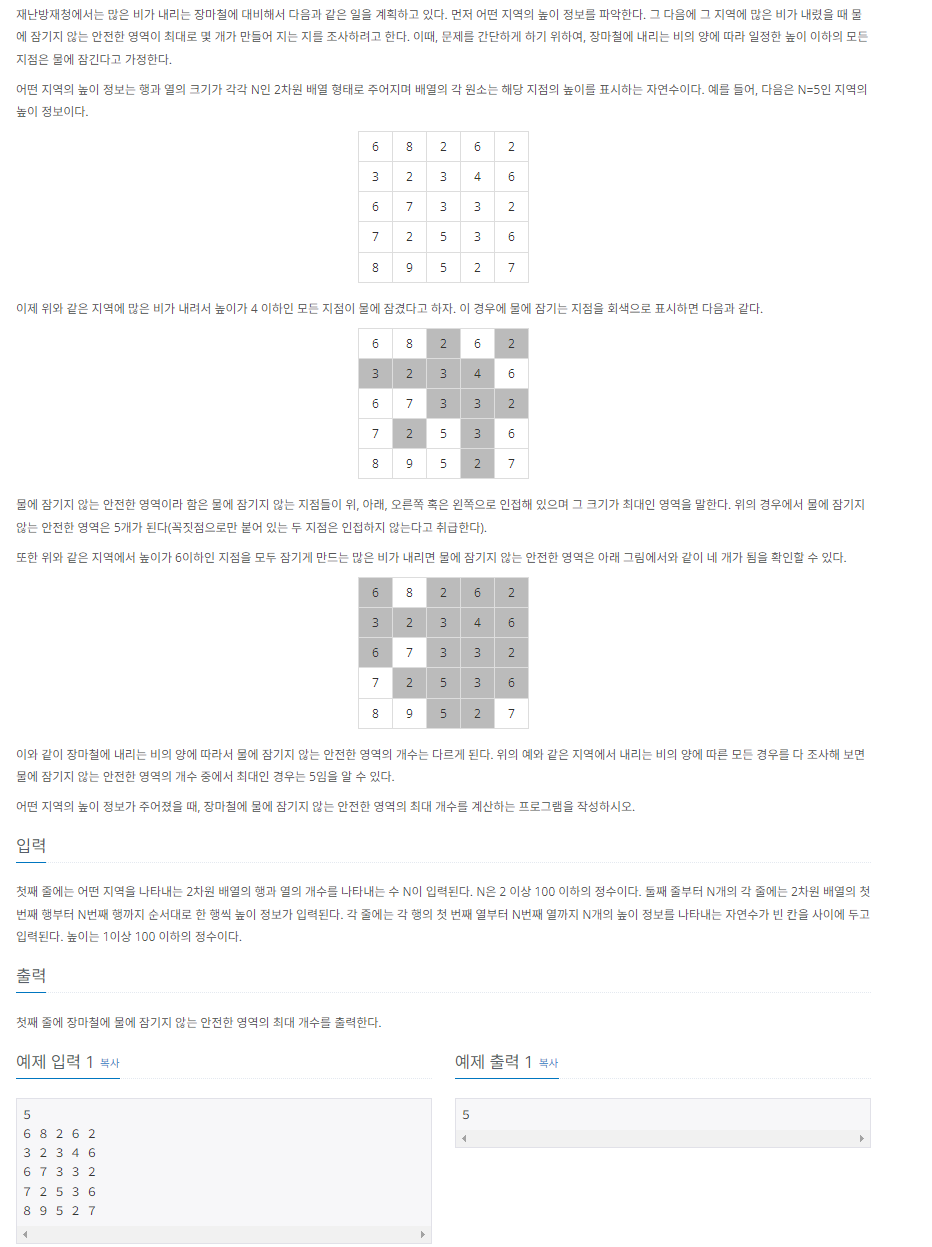 재난방재청에서는 많은 비가 내리는 장마철에 대비해서 다음과 같은 일을 계획하고 있다. 먼저 어떤 지역의 높이 정보를 파악한다. 그 다음에 그 지역에 많은 비가 내렸을 때 물
에 잠기지 않는 안전한 영역이 최대로 몇 개가 만들어 지는 지를 조사하려고 한다. 이때, 문제를 간단하게 하기 위하여, 장마철에 내리는 비의 양에 따라 일정한 높이 이하의 모든
지점은 물에 잠긴다고 가정한다.
어떤 지역의 높이 정보는 행과 열의 크기가 각각 N인 2차원 배열 형태로 주어지며 배열의 각 원소는 해당 지점의 높이를 표시하는 자연수이다. 예를 들어, 다음은 N=5인 지역의
높이 정보이다.
6 8 2 6 2
3 2 3 4 6
6 7 3 3 2
7 2 5 3 6
8 9 5 2 7
이제 위와 같은 지역에 많은 비가 내려서 높이가 4 이하인 모든 지점이 물에 잠겼다고 하자. 이 경우에 물에 잠기는 지점을 회색으로 표시하면 다음과 같다.
6 8 2 6 2
3 2 3 4 6
6 7 3 3 2
7 2 5 3 6
8 9 5 2 7
물에 잠기지 않는 안전한 영역이라 함은 물에 잠기지 않는 지점들이 위, 아래, 오른쪽 혹은 왼쪽으로 인접해 있으며 그 크기가 최대인 영역을 말한다. 위의 경우에서 물에 잠기지
않는 안전한 영역은 5개가 된다(꼭짓점으로만 붙어 있는 두 지점은 인접하지 않는다고 취급한다).
또한 위와 같은 지역에서 높이가 6이하인 지점을 모두 잠기게 만드는 많은 비가 내리면 물에 잠기지 않는 안전한 영역은 아래 그림에서와 같이 네 개가 됨을 확인할 수 있다.
6 8 2 6 2
3 2 3 4 6
6 7 3 3 2
7 2 5 3 6
8 9 5 2 7
이와 같이 장마철에 내리는 비의 양에 따라서 물에 잠기지 않는 안전한 영역의 개수는 다르게 된다. 위의 예와 같은 지역에서 내리는 비의 양에 따른 모든 경우를 다 조사해 보면
물에 잠기지 않는 안전한 영역의 개수 중에서 최대인 경우는 5임을 알 수 있다.
어떤 지역의 높이 정보가 주어졌을 때, 장마철에 물에 잠기지 않는 안전한 영역의 최대 개수를 계산하는 프로그램을 작성하시오.
입력
첫째 줄에는 어떤 지역을 나타내는 2차원 배열의 행과 열의 개수를 나타내는 수 N이 입력된다. N은 2 이상 100 이하의 정수이다. 둘째 줄부터 N개의 각 줄에는 2차원 배열의 첫
번째 행부터 N번째 행까지 순서대로 한 행씩 높이 정보가 입력된다. 각 줄에는 각 행의 첫 번째 열부터 N번째 열까지 N개의 높이 정보를 나타내는 자연수가 빈 칸을 사이에 두고
입력된다. 높이는 1이상 100 이하의 정수이다.
출력
첫째 줄에 장마철에 물에 잠기지 않는 안전한 영역의 최대 개수를 출력한다.
예제 입력 1 복사
5
6 8 2 6 2
3 2 3 4 6
6 7 3 3 2
7 2 5 3 6
8 9 5 2 7
예제 출력 1 복사
5